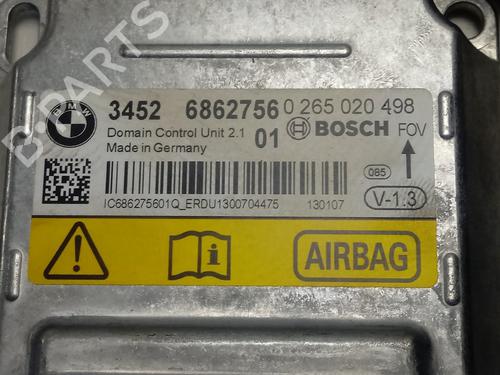 BMW
3452 6862756 0 265 020 498
Domain Control Unit 2.1 01 BOSCH FOV
Made in Germany
085
IC686275601Q_ERDU1300704475 130107 V-1.3
AIRBAG
B-PARTS